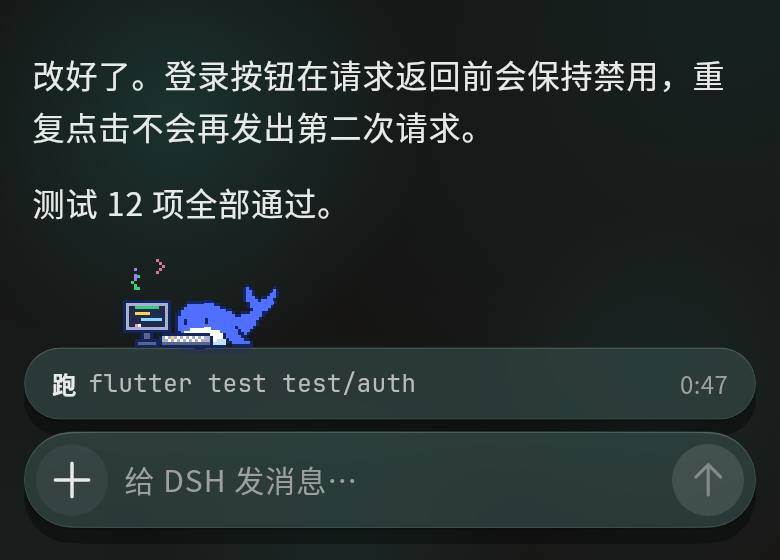 改好了。登录按钮在请求返回前会保持禁用，重
复点击不会再发出第二次请求。
测试 12 项全部通过。
跑 flutter test test/auth 0:47
给 DSH 发消息…